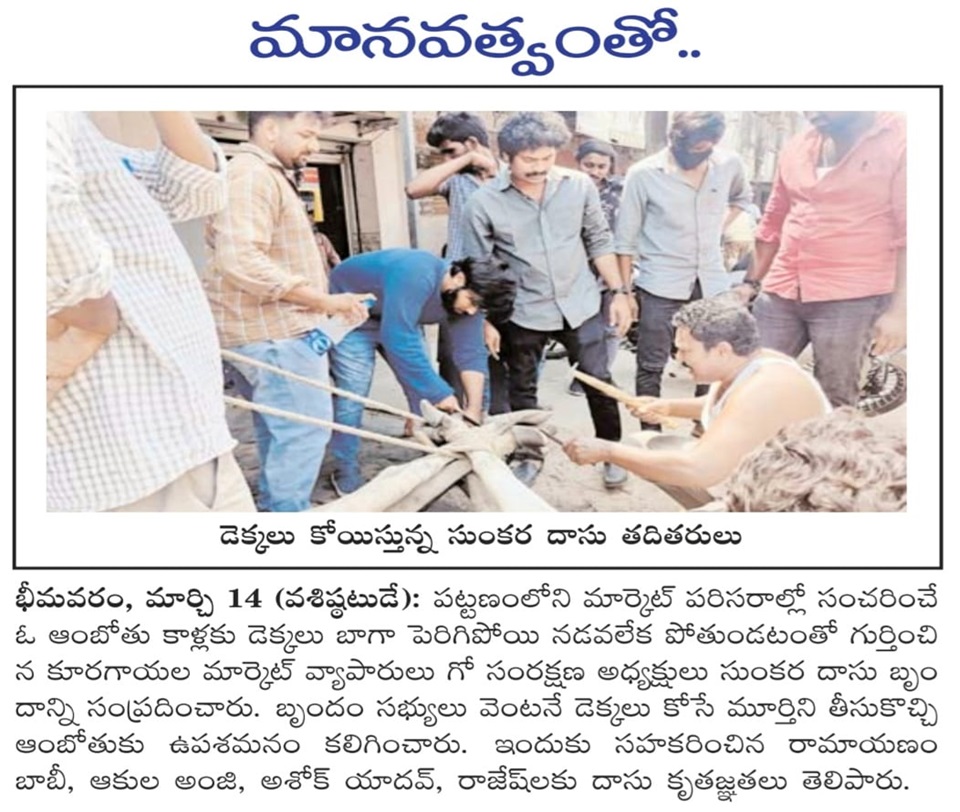 మానవత్వంతో..
డెక్కలు కోయిస్తున్న సుంకర దాసు తదితరులు
భీమవరం, మార్చి 14 (వశిష్ఠటుడే): పట్టణంలోని మార్కెట్ పరిసరాల్లో సంచరించే
ఓ ఆంబోతు కాళ్లకు డెక్కలు బాగా పెరిగిపోయి నడవలేక పోతుండటంతో గుర్తించి
న కూరగాయల మార్కెట్ వ్యాపారులు గో సంరక్షణ అధ్యక్షులు సుంకర దాసు బృం
దాన్ని సంప్రదించారు. బృందం సభ్యులు వెంటనే డెక్కలు కోసే మూర్తిని తీసుకొచ్చి
ఆంబోతుకు ఉపశమనం కలిగించారు. ఇందుకు సహకరించిన రామాయణం
బాబీ, ఆకుల అంజి, అశోక్ యాదవ్, రాజేష్‌లకు దాసు కృతజ్ఞతలు తెలిపారు.